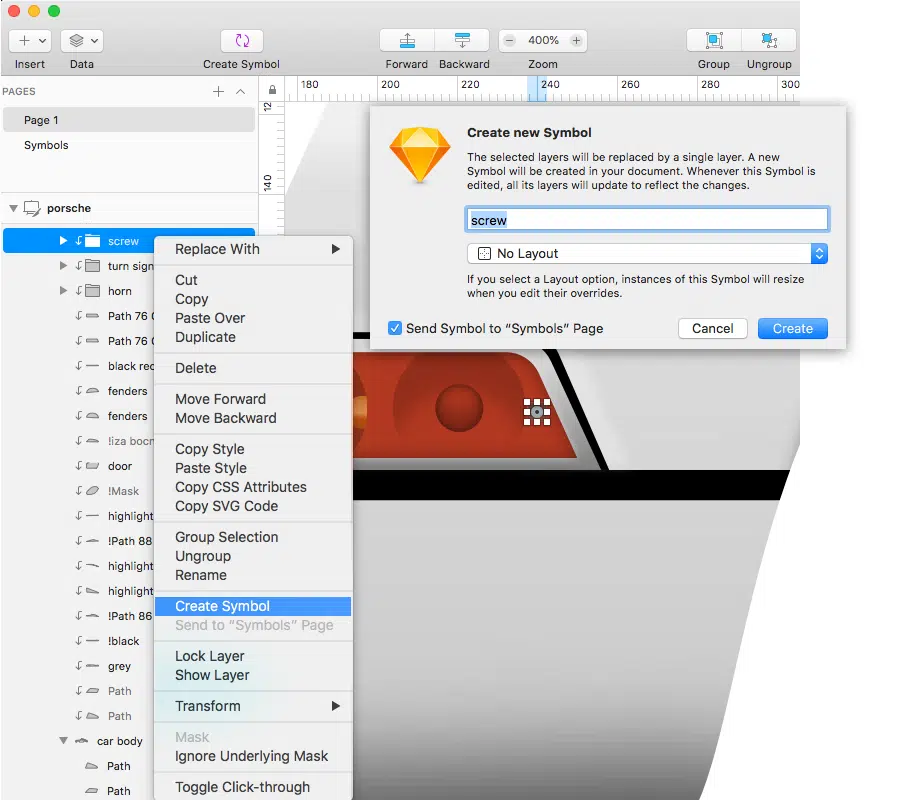 400%
Insert
Data
Create Symbol
Forward
Backward
Zoom
Group
Ungroup
PAGES
180
200
220
240
260
280
300
12
140
Page 1
Symbols
porsche
screw
turn sign
horn
Path 76
Path 76
black rec
fenders
fenders
!iza bocn
door
!Mask
highlight
!Path 88
highlight
highlight
!Path 86
!black
grey
Path
Path
car body
Path
Path
Replace With
Cut
Copy
Paste Over
Duplicate
Delete
Move Forward
Move Backward
Copy Style
Paste Style
Copy CSS Attributes
Copy SVG Code
Group Selection
Ungroup
Rename
Create Symbol
Send to “Symbols” Page
Lock Layer
Show Layer
Transform
Mask
Ignore Underlying Mask
Toggle Click-through
Create new Symbol
The selected layers will be replaced by a single layer. A new
Symbol will be created in your document. Whenever this Symbol is
edited, all its layers will update to reflect the changes.
screw
No Layout
If you select a Layout option, instances of this Symbol will resize
when you edit their overrides.
Send Symbol to “Symbols” Page
Cancel
Create